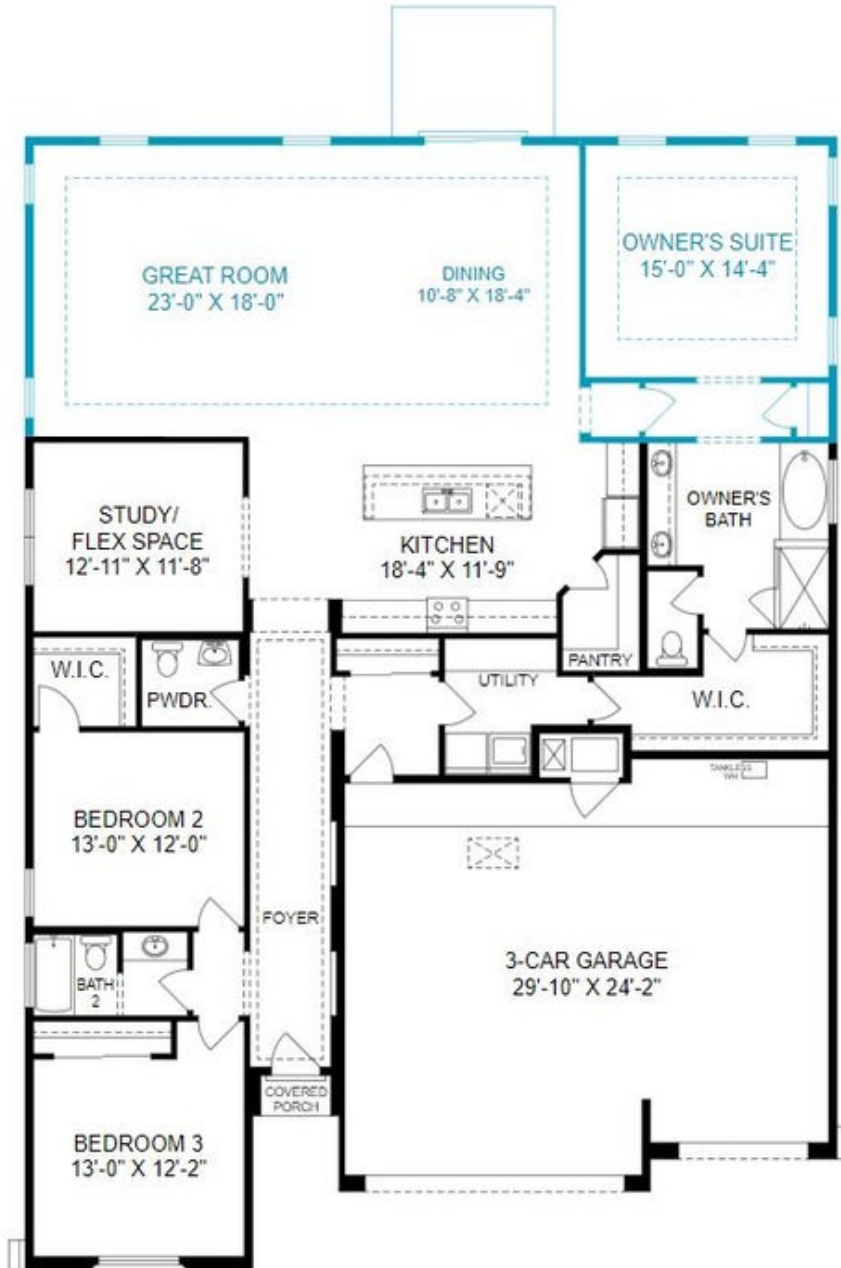 GREAT ROOM
23'-0" X 18'-0"
DINING
10'-8" X 18'-4"
OWNER'S SUITE
15'-0" X 14'-4"
STUDY/
FLEX SPACE
12'-11" X 11'-8"
KITCHEN
18'-4" X 11'-9"
OWNER'S
BATH
W.I.C.
PWDR.
PANTRY
UTILITY
W.I.C.
TANKLESS
WH
BEDROOM 2
13'-0" X 12'-0"
FOYER
3-CAR GARAGE
29'-10" X 24'-2"
BATH
2
COVERED
PORCH
BEDROOM 3
13'-0" X 12'-2"